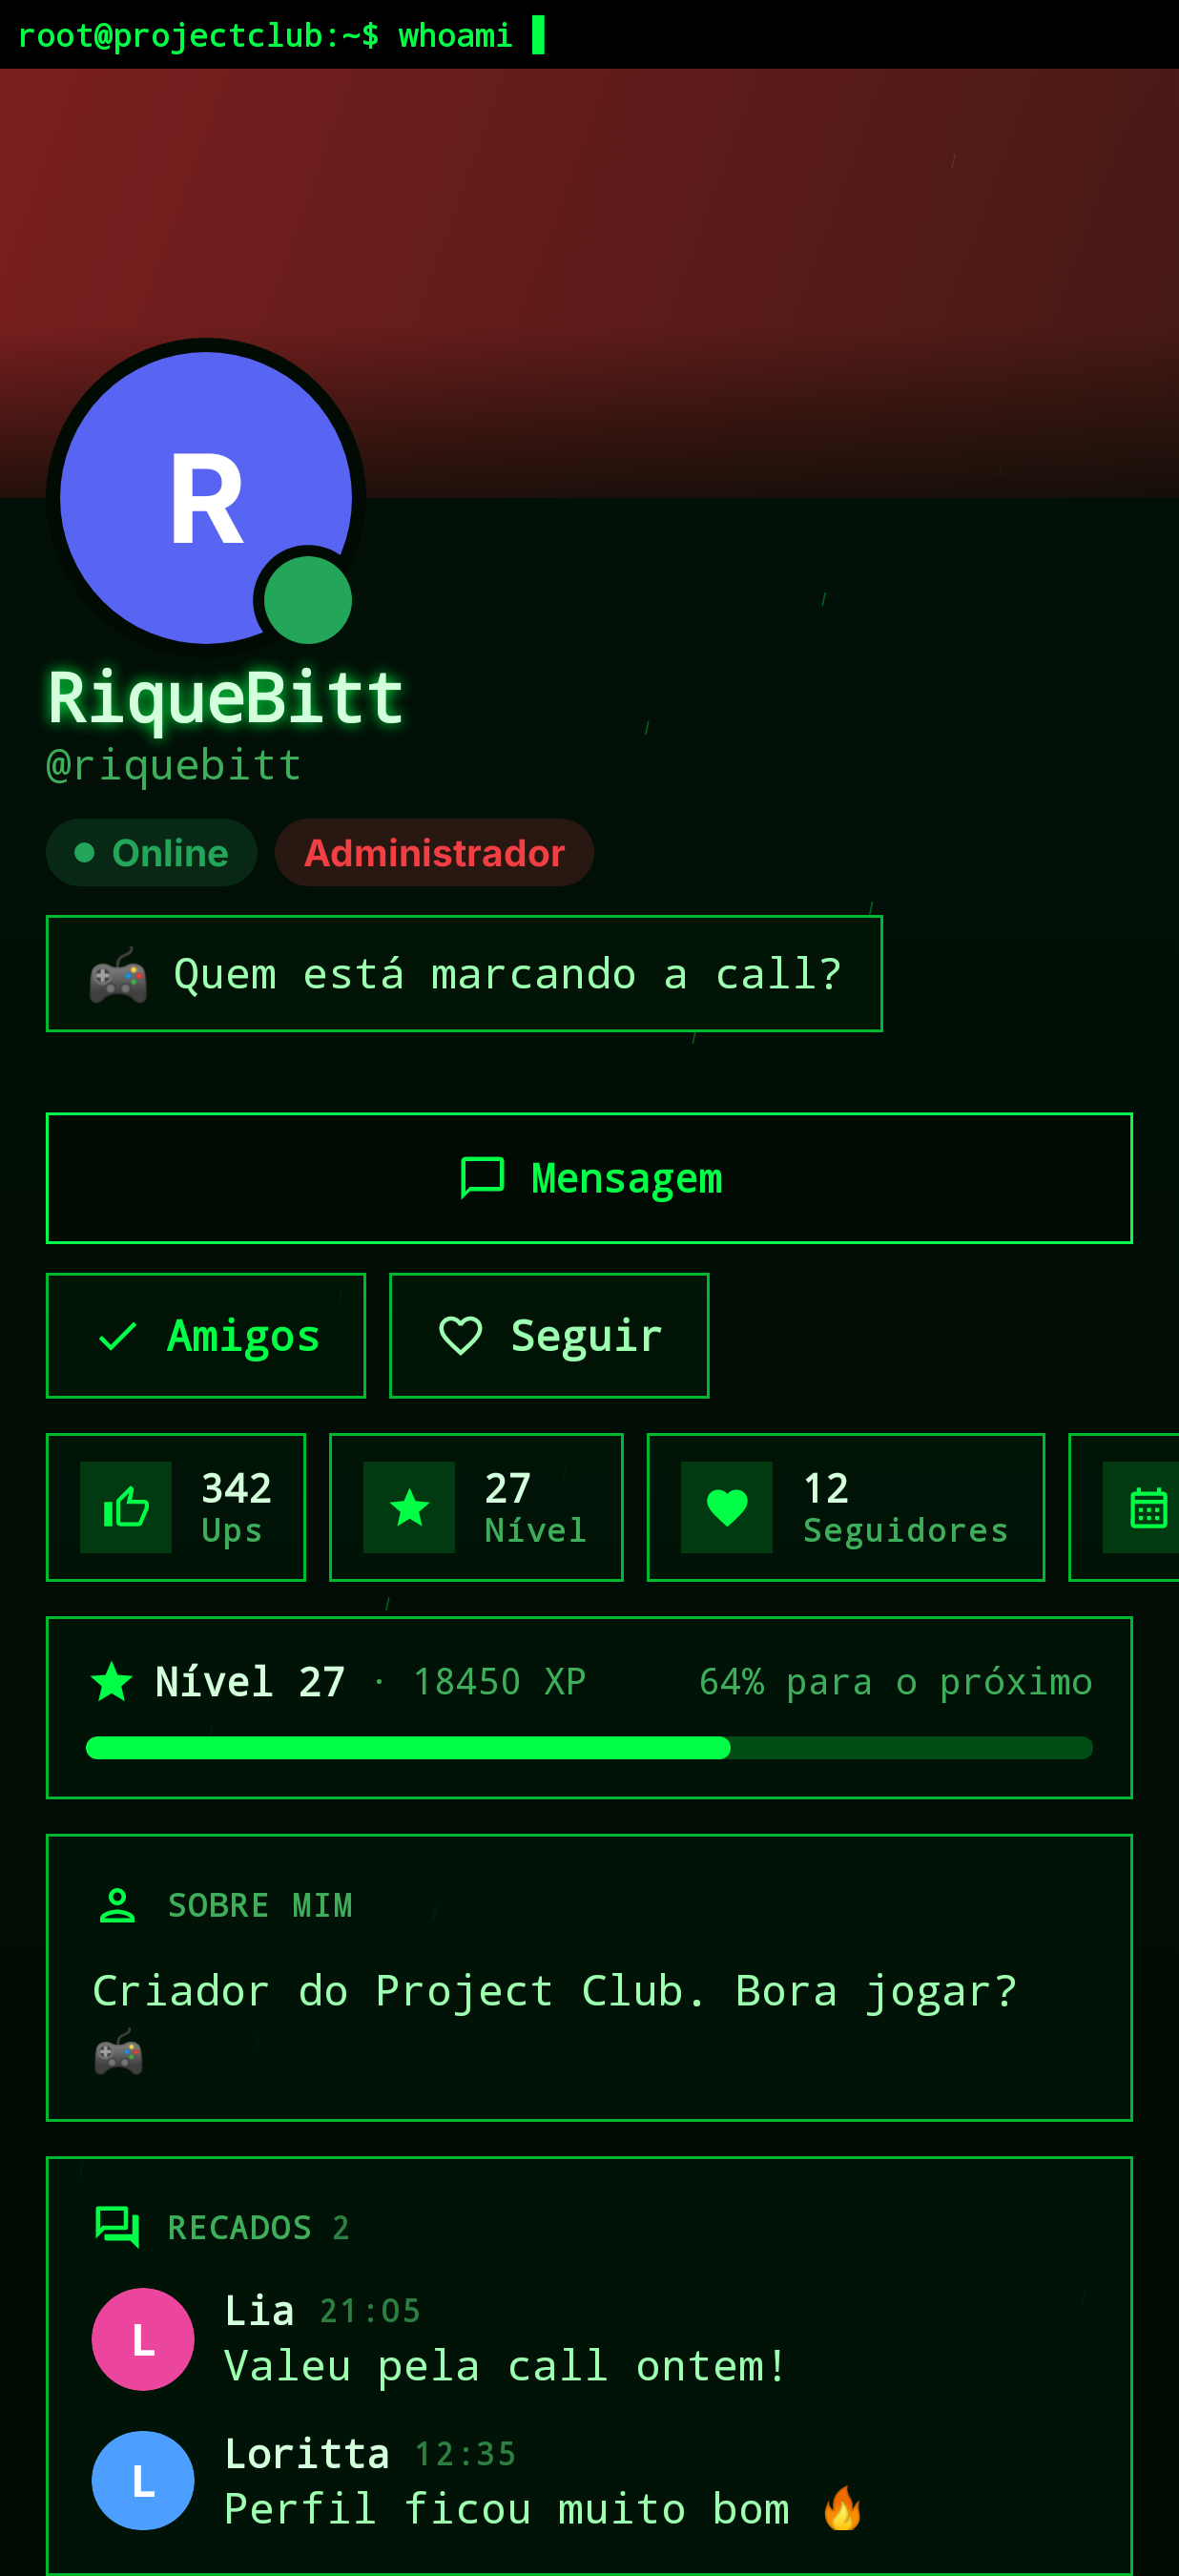 root@projectclub:~$ whoami
R
RiqueBitt
@riquebitt
Online Administrador
🎮 Quem está marcando a call?
Mensagem
Amigos Seguir
342 27 12
Ups Nível Seguidores
Nível 27 · 18450 XP 64% para o próximo
SOBRE MIM
Criador do Project Club. Bora jogar?
🎮
RECADOS 2
L Lia 21:05
Valeu pela call ontem!
L Loritta 12:35
Perfil ficou muito bom 🔥